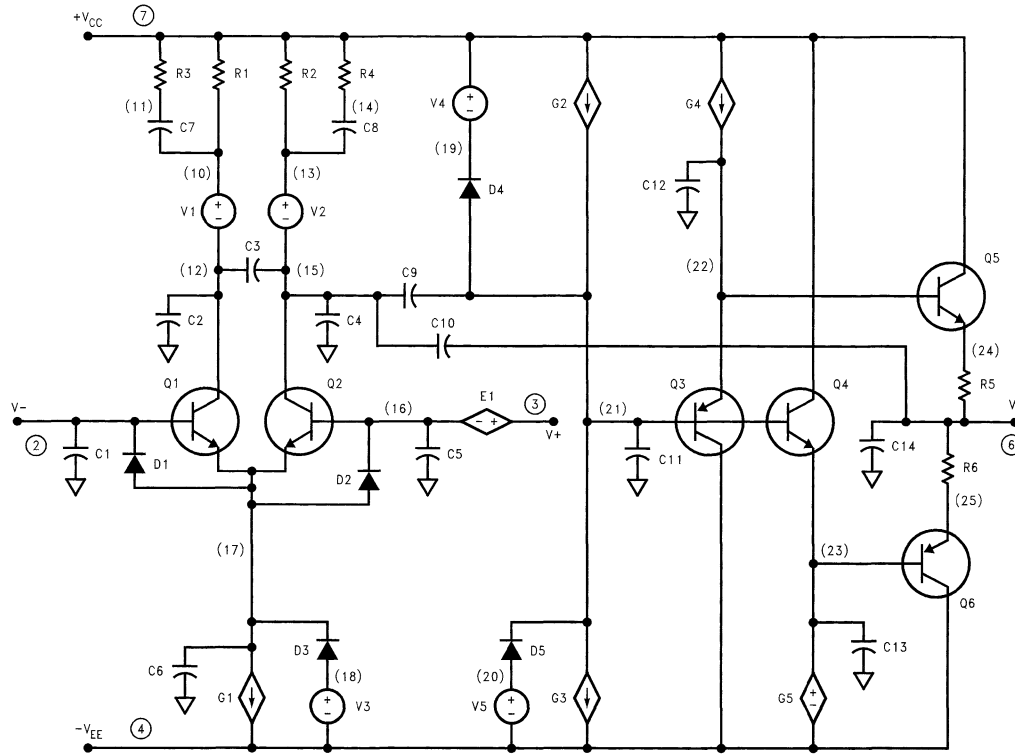 +VCC 7
R3 R1 R2 R4
(11) (14)
C7 C8
V4 + -
G2 G4
(19)
(10) (13)
C12
D4
V1 + - + - V2
C3
(12) (15)
C9
(22)
Q5
C2 C4
C10
(24)
R5
Q1 Q2
(16) E1 3
Q3 Q4
V- - + V+
(21)
V
2 6
C1 D1 D2 C5 C11 C14
R6
(25)
(17)
(23)
Q6
D3 D5
C6 C13
G1 (18) + - V3
(20) V5 + - G3
G5 + -
-VEE 4